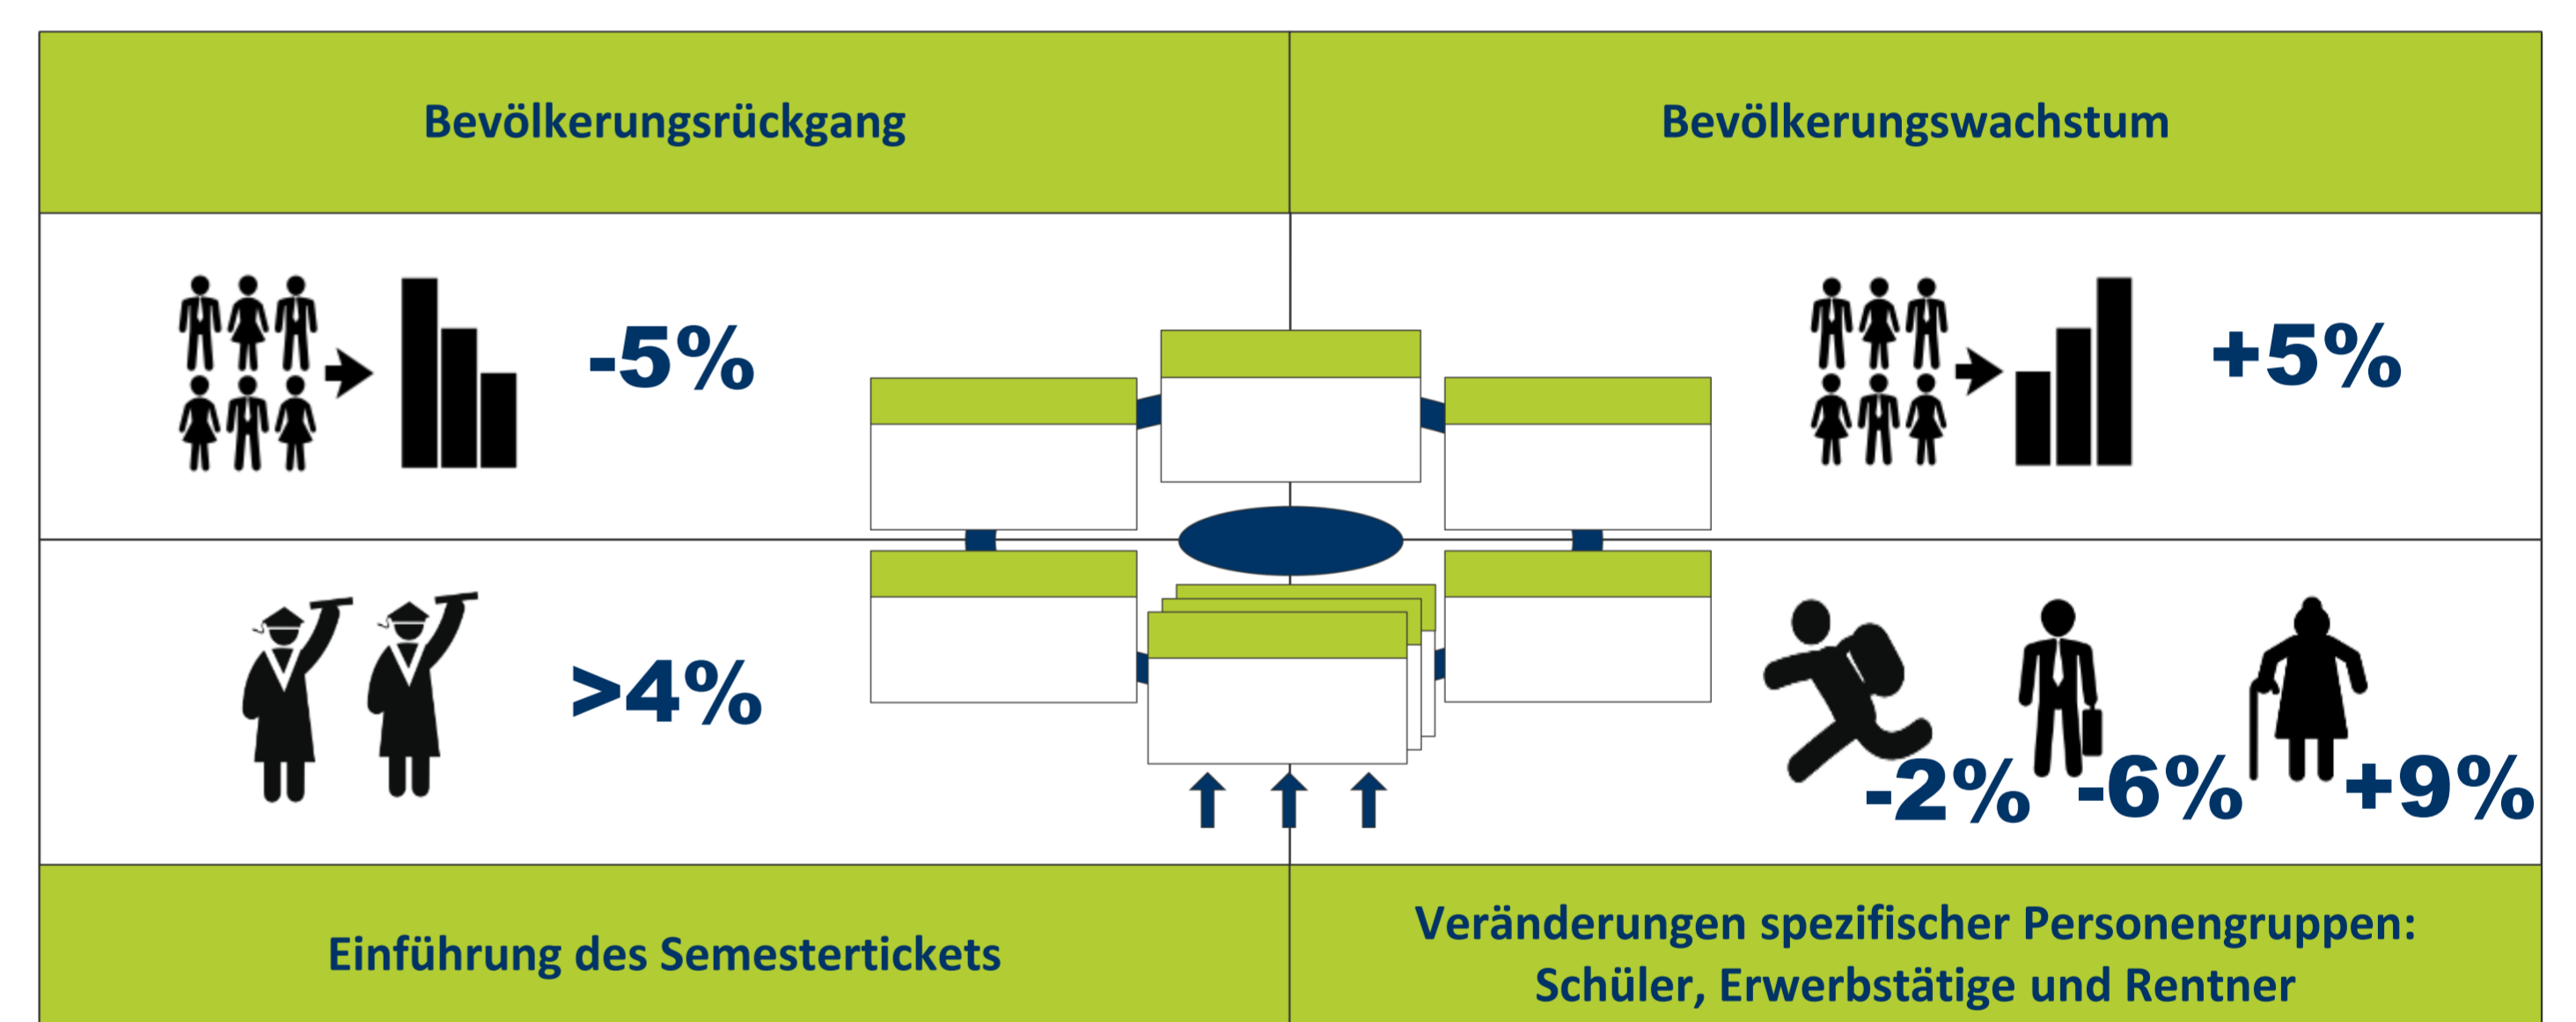 Bevölkerungsrückgang
Bevölkerungswachstum
-5%
+5%
>4%
-2%
-6%
+9%
Einführung des Semestertickets
Veränderungen spezifischer Personengruppen:
Schüler, Erwerbstätige und Rentner